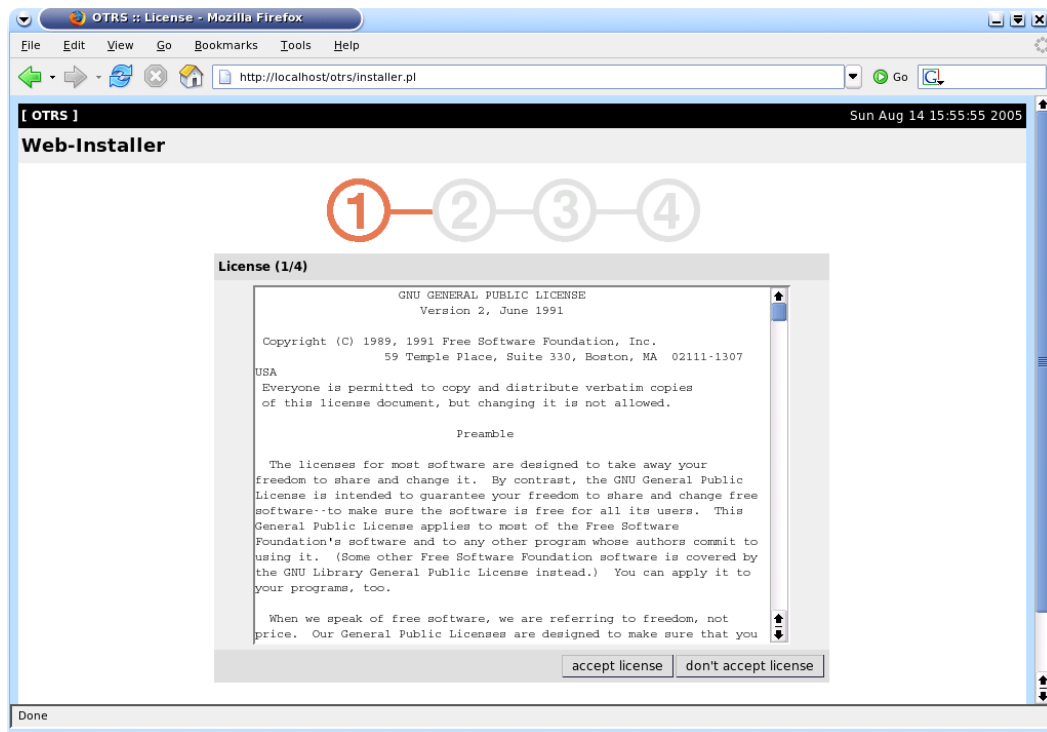 OTRS :: License - Mozilla Firefox
File Edit View Go Bookmarks Tools Help
http://localhost/otrs/installer.pl Go G
[ OTRS ] Sun Aug 14 15:55:55 2005
Web-Installer
1 2 3 4
License (1/4)
GNU GENERAL PUBLIC LICENSE
Version 2, June 1991
Copyright (C) 1989, 1991 Free Software Foundation, Inc.
59 Temple Place, Suite 330, Boston, MA 02111-1307
USA
Everyone is permitted to copy and distribute verbatim copies
of this license document, but changing it is not allowed.
Preamble
The licenses for most software are designed to take away your
freedom to share and change it. By contrast, the GNU General Public
License is intended to guarantee your freedom to share and change free
software--to make sure the software is free for all its users. This
General Public License applies to most of the Free Software
Foundation's software and to any other program whose authors commit to
using it. (Some other Free Software Foundation software is covered by
the GNU Library General Public License instead.) You can apply it to
your programs, too.
When we speak of free software, we are referring to freedom, not
price. Our General Public Licenses are designed to make sure that you
accept license don't accept license
Done